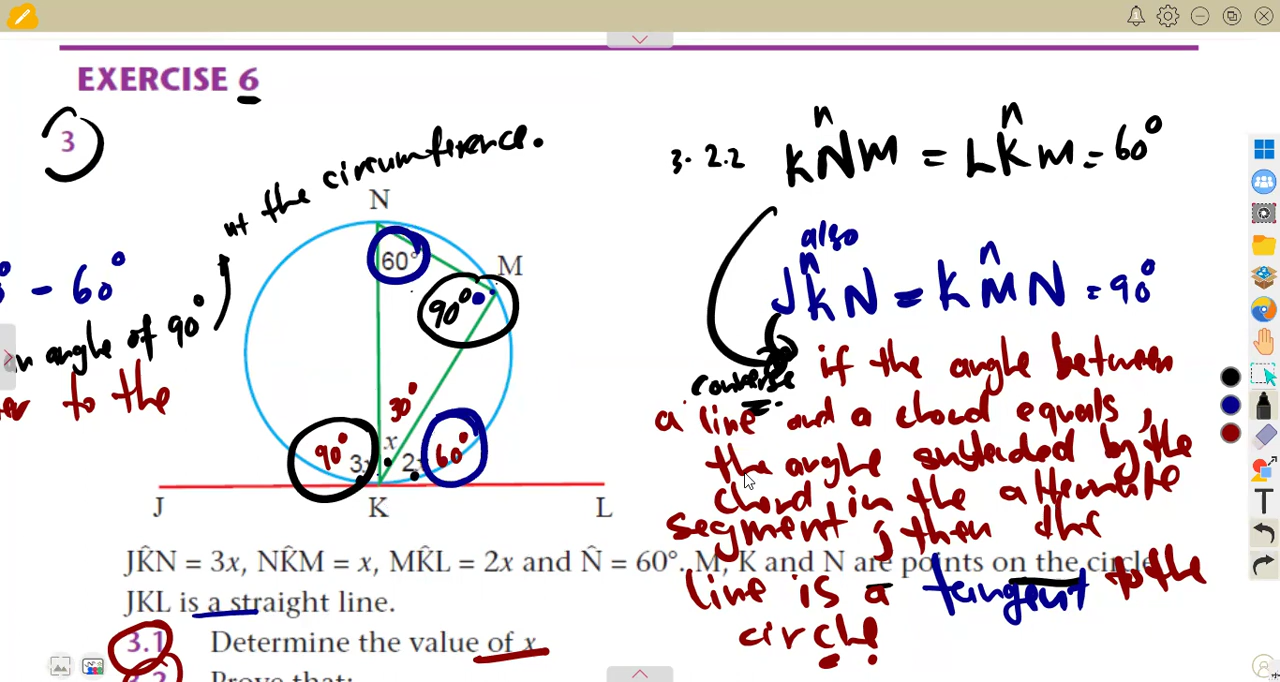 EXERCISE 6
3
at the circumference.
3.2.2 KN̂M = LK̂M = 60°
also
JK̂N = KM̂N = 90°
° - 60°
angle of 90°
to the
N
60°
M
90°
30°
90°
3x
x
2x
60°
J
K
L
converse if the angle between
a line and a chord equals,
the angle subtended by the
chord in the alternate
segment ; then the
line is a tangent to the
circle
JK̂N = 3x, NK̂M = x, MK̂L = 2x and N̂ = 60°. M, K and N are points on the circle
JKL is a straight line.
3.1 Determine the value of x
3.2 Prove that:
T